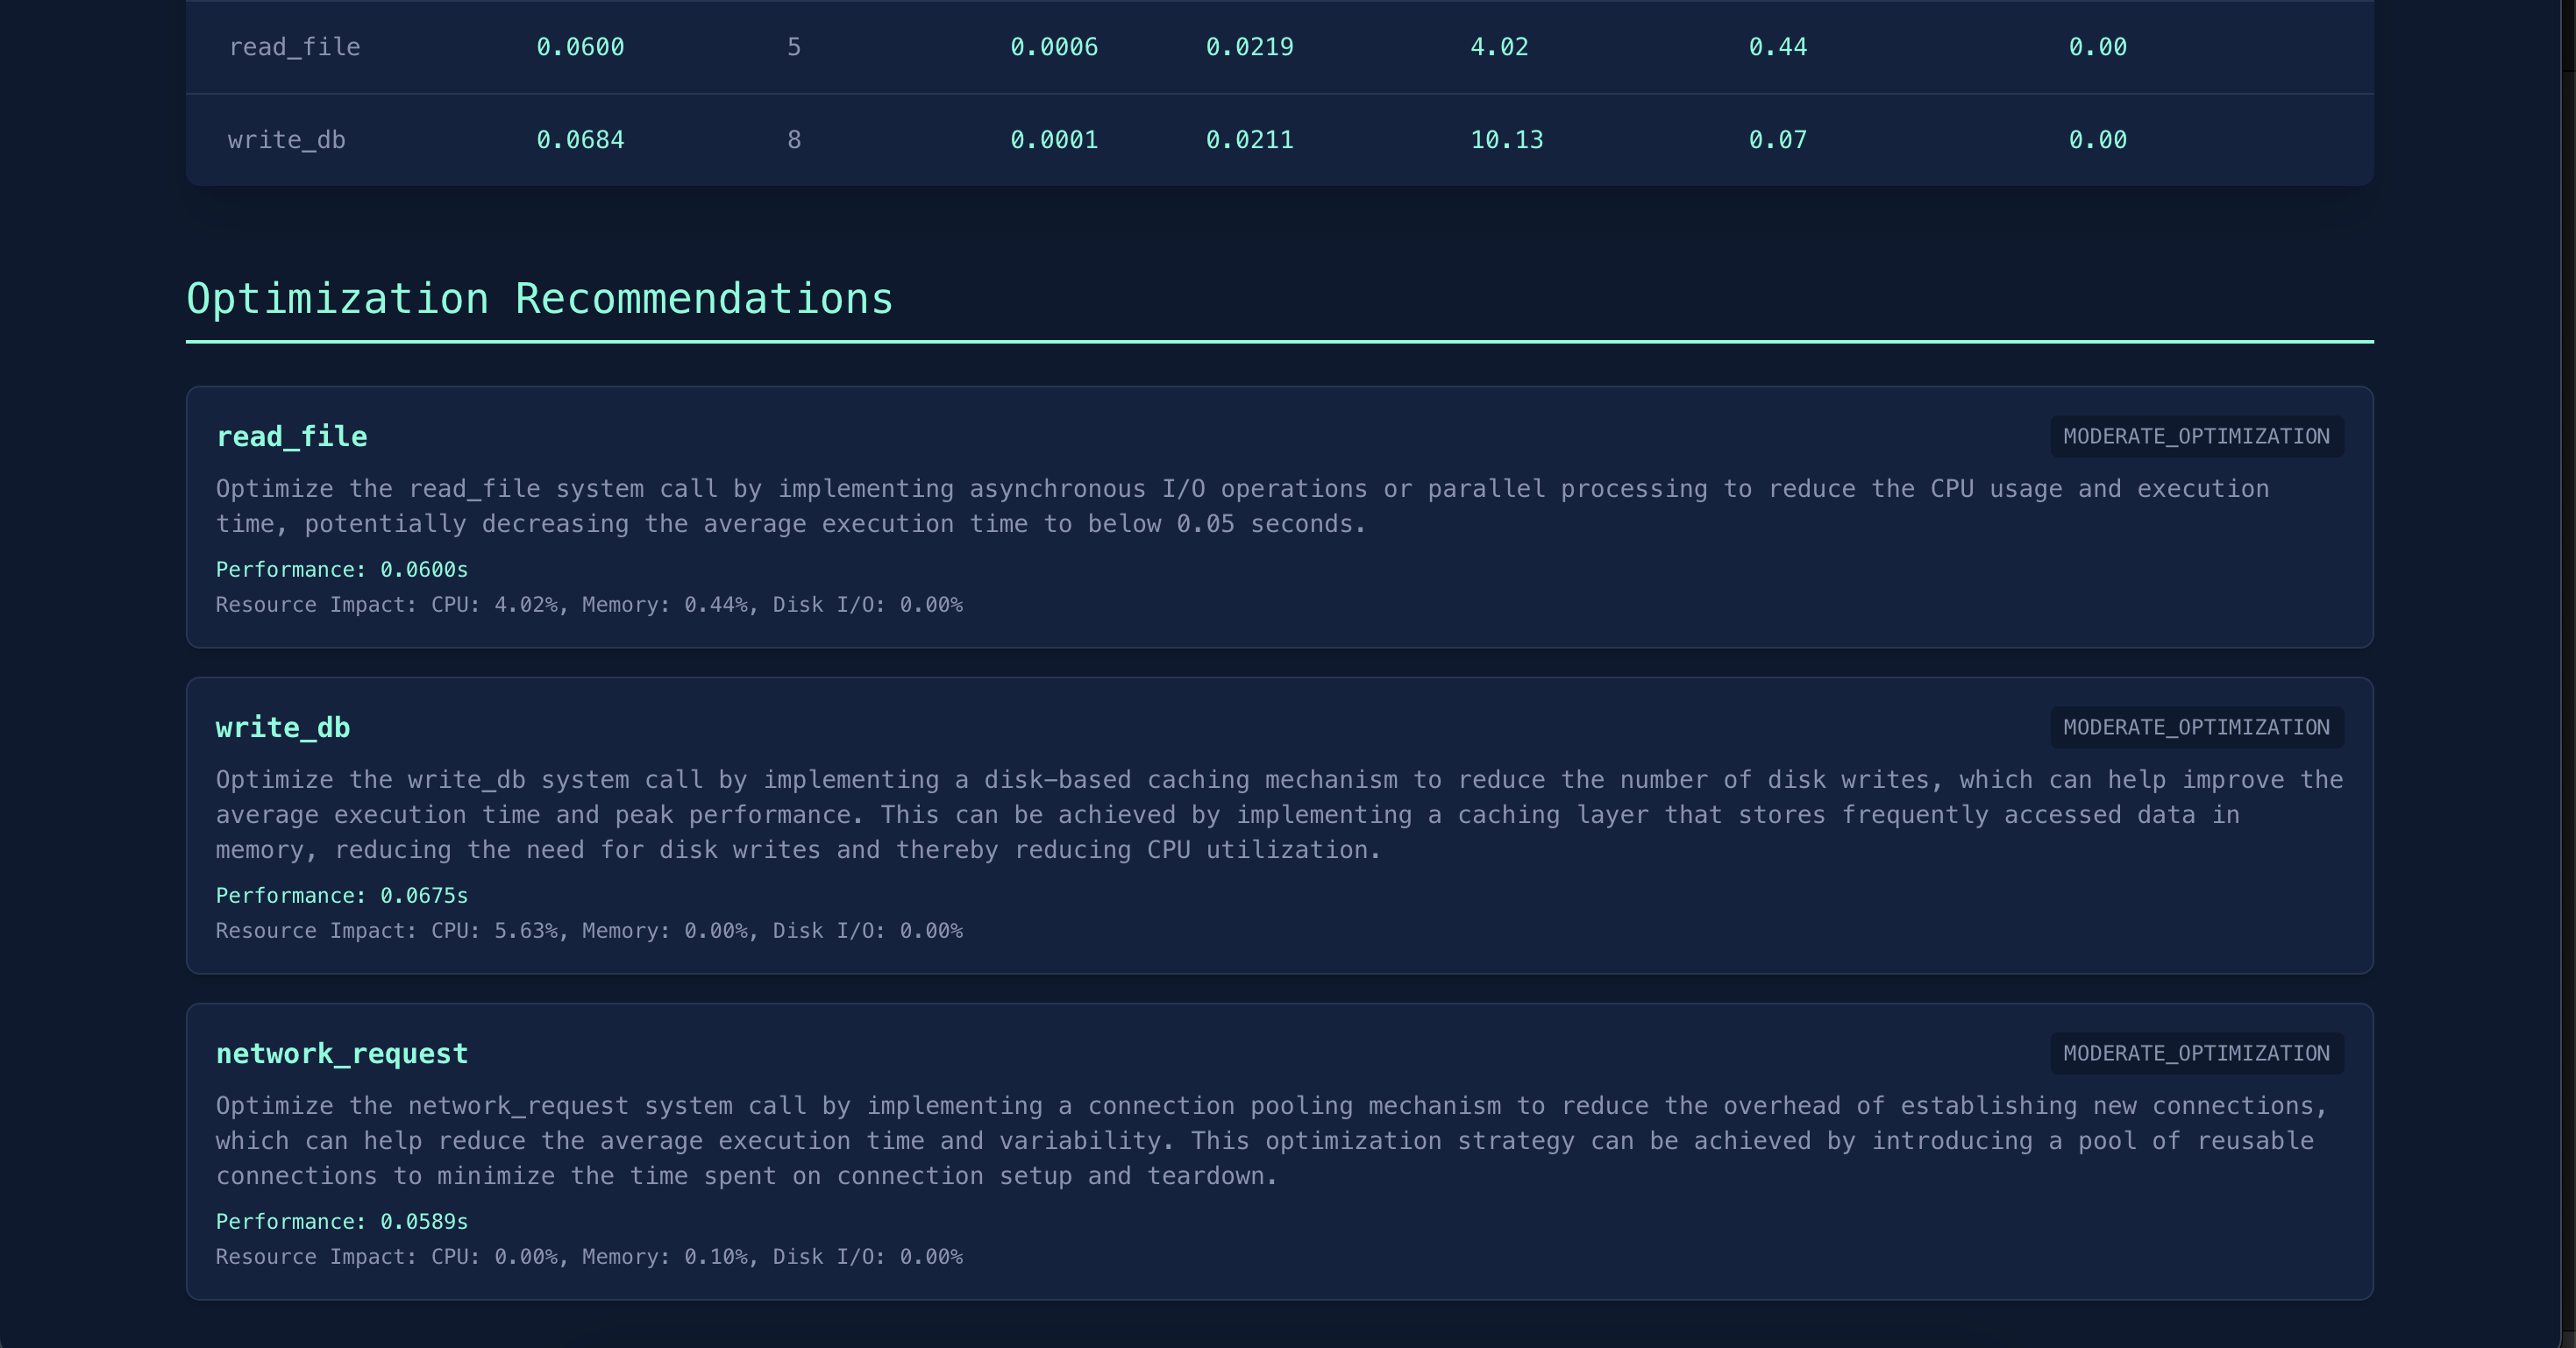 read_file 0.0600 5 0.0006 0.0219 4.02 0.44 0.00
write_db 0.0684 8 0.0001 0.0211 10.13 0.07 0.00
Optimization Recommendations
read_file MODERATE_OPTIMIZATION
Optimize the read_file system call by implementing asynchronous I/O operations or parallel processing to reduce the CPU usage and execution
time, potentially decreasing the average execution time to below 0.05 seconds.
Performance: 0.0600s
Resource Impact: CPU: 4.02%, Memory: 0.44%, Disk I/O: 0.00%
write_db MODERATE_OPTIMIZATION
Optimize the write_db system call by implementing a disk-based caching mechanism to reduce the number of disk writes, which can help improve the
average execution time and peak performance. This can be achieved by implementing a caching layer that stores frequently accessed data in
memory, reducing the need for disk writes and thereby reducing CPU utilization.
Performance: 0.0675s
Resource Impact: CPU: 5.63%, Memory: 0.00%, Disk I/O: 0.00%
network_request MODERATE_OPTIMIZATION
Optimize the network_request system call by implementing a connection pooling mechanism to reduce the overhead of establishing new connections,
which can help reduce the average execution time and variability. This optimization strategy can be achieved by introducing a pool of reusable
connections to minimize the time spent on connection setup and teardown.
Performance: 0.0589s
Resource Impact: CPU: 0.00%, Memory: 0.10%, Disk I/O: 0.00%